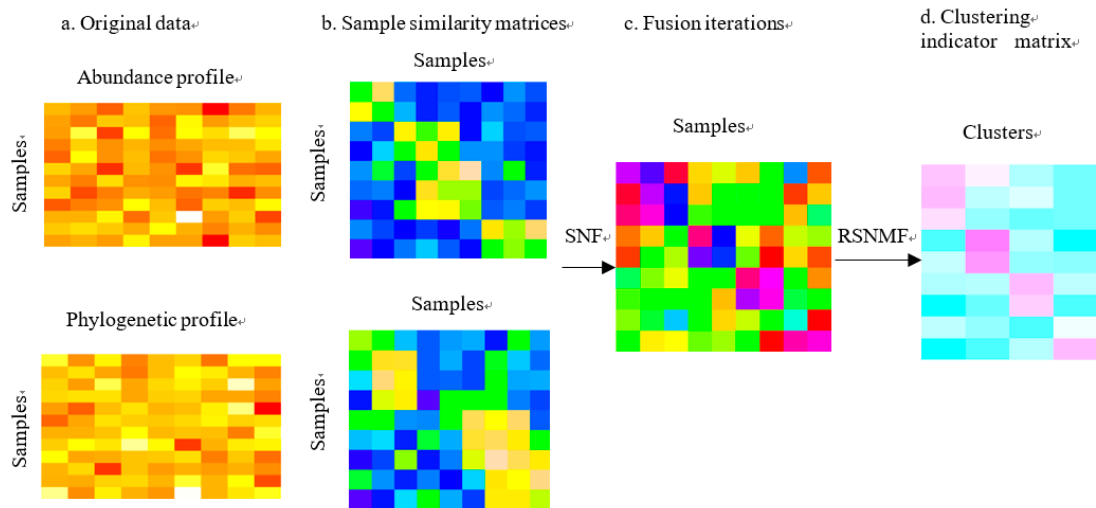 a. Original data
b. Sample similarity matrices
c. Fusion iterations
d. Clustering
indicator matrix
Abundance profile
Samples
Samples
Samples
Samples
Clusters
SNF
RSNMF
Phylogenetic profile
Samples
Samples
Samples